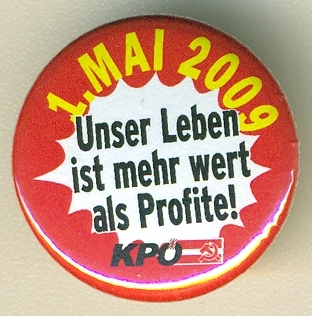 1. MAI 2009
Unser Leben
ist mehr wert
als Profite!
KPÖ